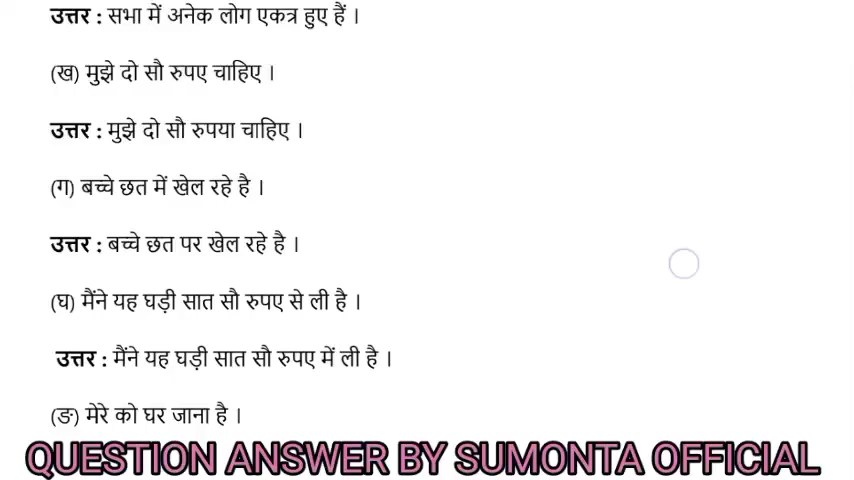 उत्तर : सभा में अनेक लोग एकत्र हुए हैं ।
(ख) मुझे दो सौ रुपए चाहिए ।
उत्तर : मुझे दो सौ रुपया चाहिए ।
(ग) बच्चे छत में खेल रहे है ।
उत्तर : बच्चे छत पर खेल रहे है ।
(घ) मैंने यह घड़ी सात सौ रुपए से ली है ।
उत्तर : मैंने यह घड़ी सात सौ रुपए में ली है ।
(ङ) मेरे को घर जाना है ।
QUESTION ANSWER BY SUMONTA OFFICIAL